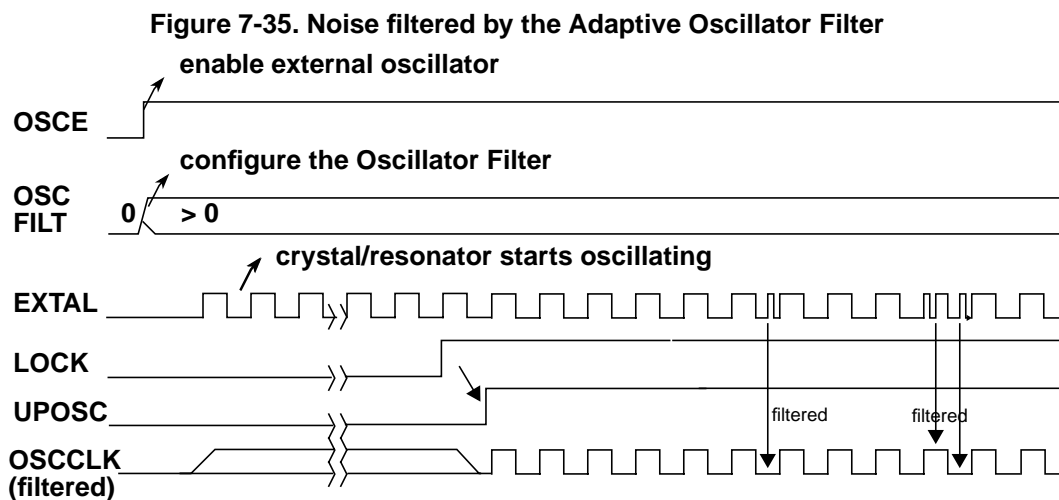 Figure 7-35. Noise filtered by the Adaptive Oscillator Filter
enable external oscillator
OSCE
configure the Oscillator Filter
OSC
FILT
0 > 0
crystal/resonator starts oscillating
EXTAL
LOCK
UPOSC
filtered filtered
OSCCLK
(filtered)